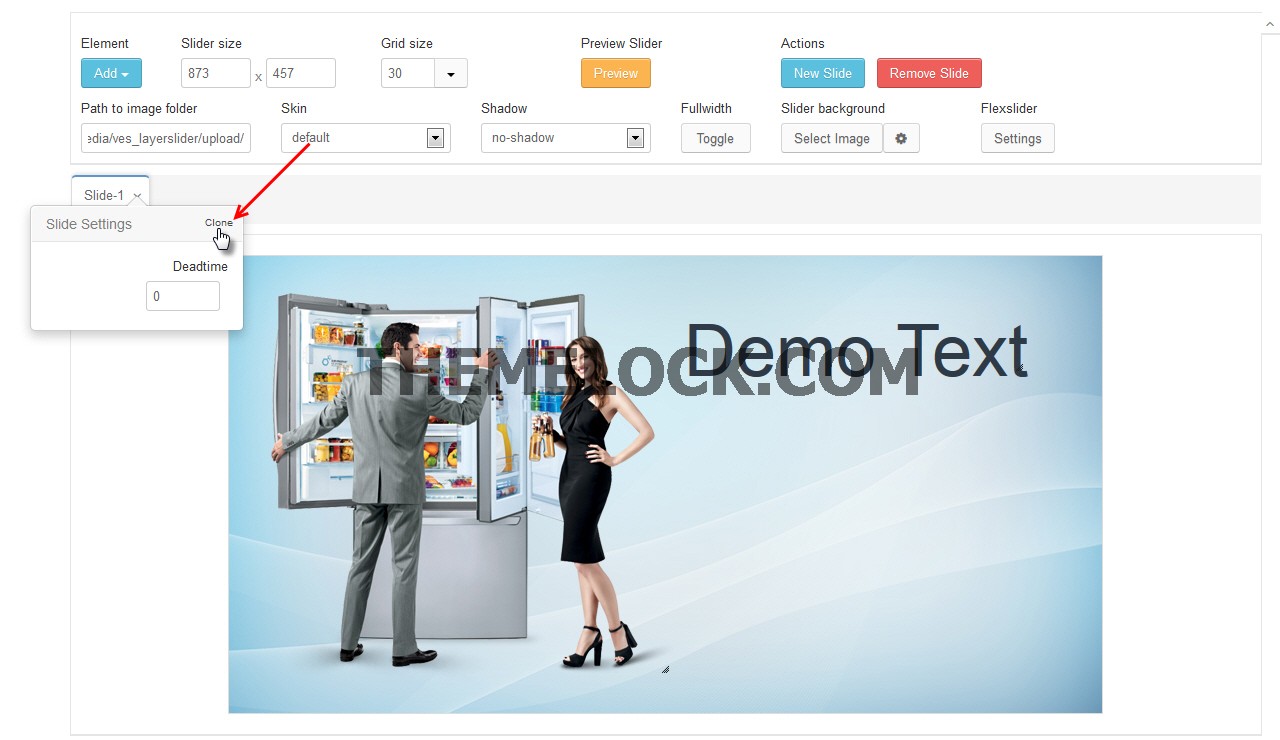 Element Slider size Grid size Preview Slider Actions
Add 873 x 457 30 Preview New Slide Remove Slide
Path to image folder Skin Shadow Fullwidth Slider background Flexslider
edia/ves_layerslider/upload/ default no-shadow Toggle Select Image Settings
Slide-1
Slide Settings Clone
Deadtime
0
Demo Text
THEMELOCK.COM